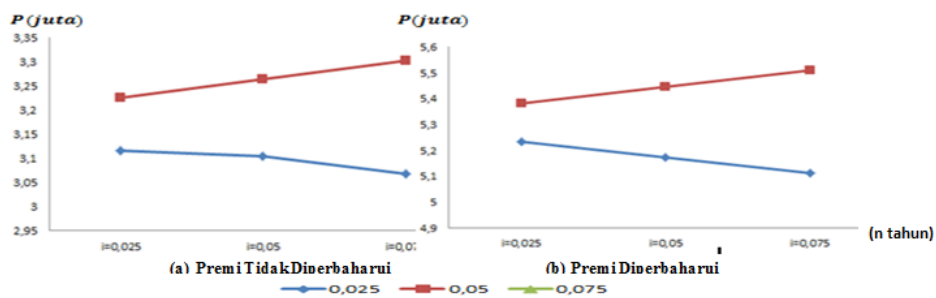 P(juta)
3,35
3,3
3,25
3,2
3,15
3,1
3,05
3
2,95
i=0,025 i=0,05 i=0,07
(a) Premi Tidak Diperbaharui
P(juta)
5,6
5,5
5,4
5,3
5,2
5,1
5
4,9
i=0,025 i=0,05 i=0,075
(n tahun)
(b) Premi Diperbaharui
0,025 0,05 0,075